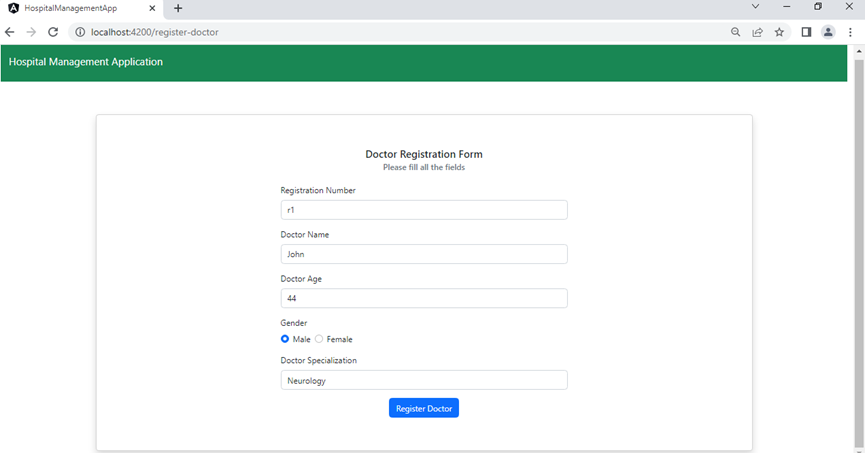 HospitalManagementApp
localhost:4200/register-doctor
Hospital Management Application
Doctor Registration Form
Please fill all the fields
Registration Number
r1
Doctor Name
John
Doctor Age
44
Gender
Male Female
Doctor Specialization
Neurology
Register Doctor